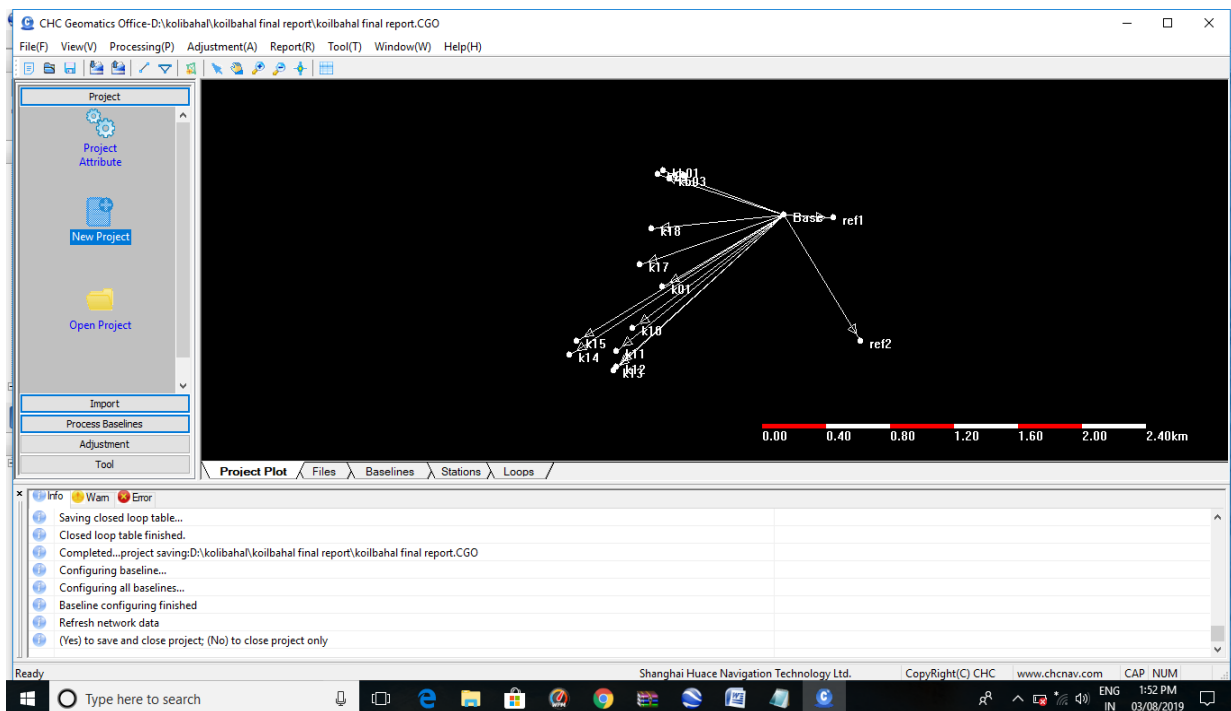 CHC Geomatics Office-D:\kolibahal\koilbahal final report\koilbahal final report.CGO
File(F) View(V) Processing(P) Adjustment(A) Report(R) Tool(T) Window(W) Help(H)
Project
Project
Attribute
New Project
Open Project
Import
Process Baselines
Adjustment
Tool
kb01
kb03
Base
ref1
k18
k17
k01
k10
k15
k14
k11
k12
k13
ref2
0.00 0.40 0.80 1.20 1.60 2.00 2.40km
Project Plot Files Baselines Stations Loops
Info Warn Error
Saving closed loop table...
Closed loop table finished.
Completed...project saving:D:\kolibahal\koilbahal final report\koilbahal final report.CGO
Configuring baseline...
Configuring all baselines...
Baseline configuring finished
Refresh network data
(Yes) to save and close project; (No) to close project only
Ready Shanghai Huace Navigation Technology Ltd. CopyRight(C) CHC www.chcnav.com CAP NUM
Type here to search
ENG
IN
1:52 PM
03/08/2019